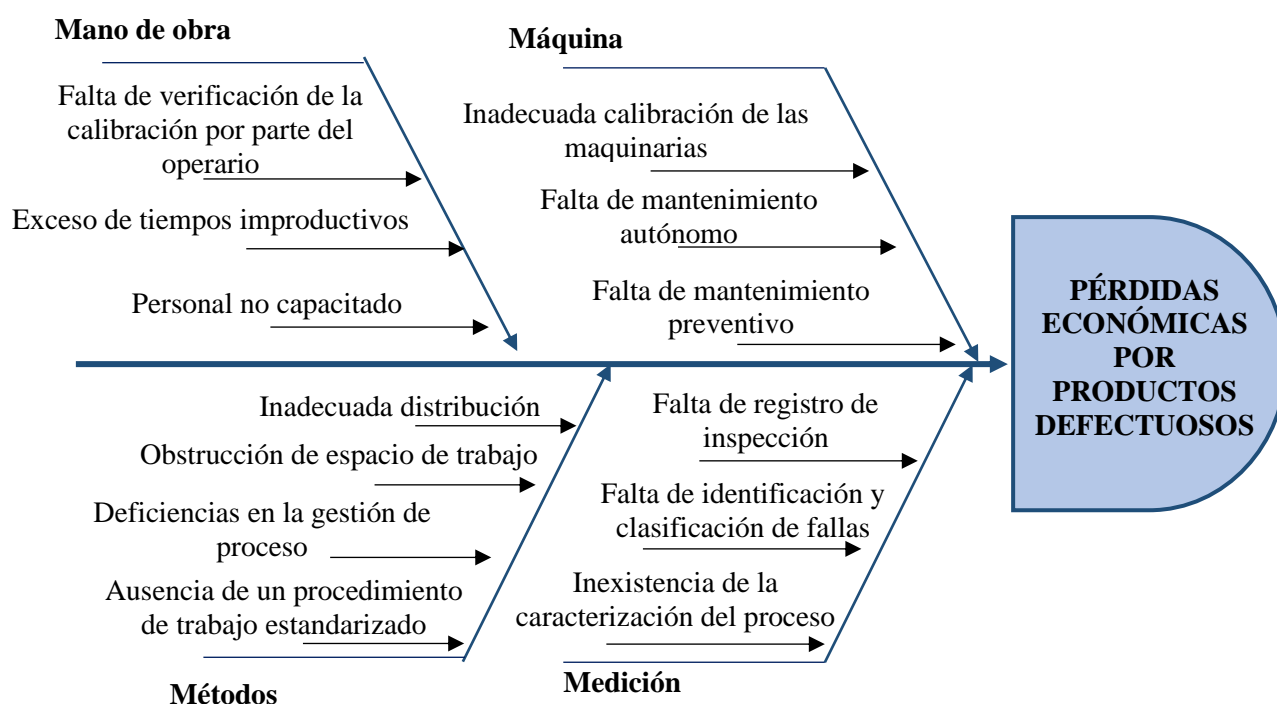 Mano de obra
Falta de verificación de la
calibración por parte del
operario
Exceso de tiempos improductivos
Personal no capacitado
Máquina
Inadecuada calibración de las
maquinarias
Falta de mantenimiento
autónomo
Falta de mantenimiento
preventivo
PÉRDIDAS
ECONÓMICAS
POR
PRODUCTOS
DEFECTUOSOS
Inadecuada distribución
Obstrucción de espacio de trabajo
Deficiencias en la gestión de
proceso
Ausencia de un procedimiento
de trabajo estandarizado
Métodos
Falta de registro de
inspección
Falta de identificación y
clasificación de fallas
Inexistencia de la
caracterización del proceso
Medición